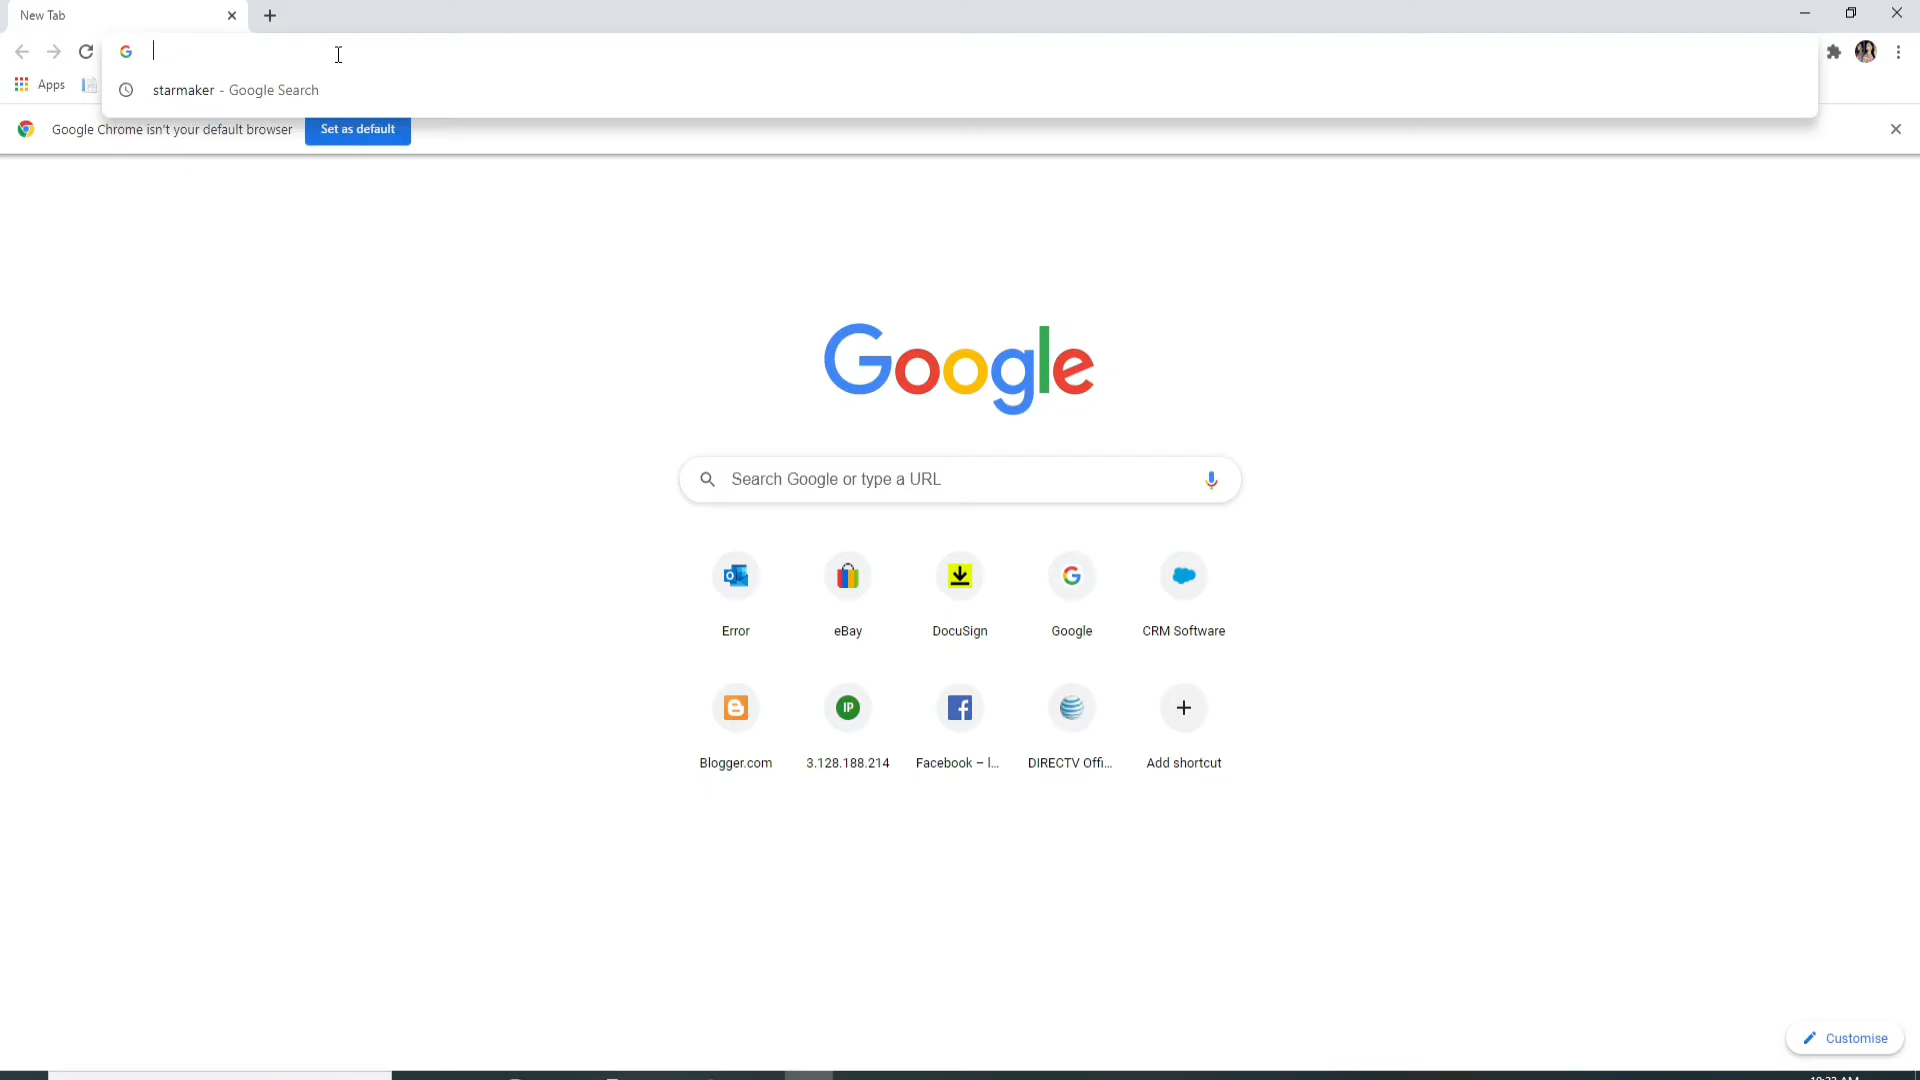 New Tab
starmaker - Google Search
Apps
Google Chrome isn't your default browser
Set as default
Google
Search Google or type a URL
Error
eBay
DocuSign
Google
CRM Software
Blogger.com
IP
3.128.188.214
Facebook – l...
DIRECTV Offi...
Add shortcut
Customise